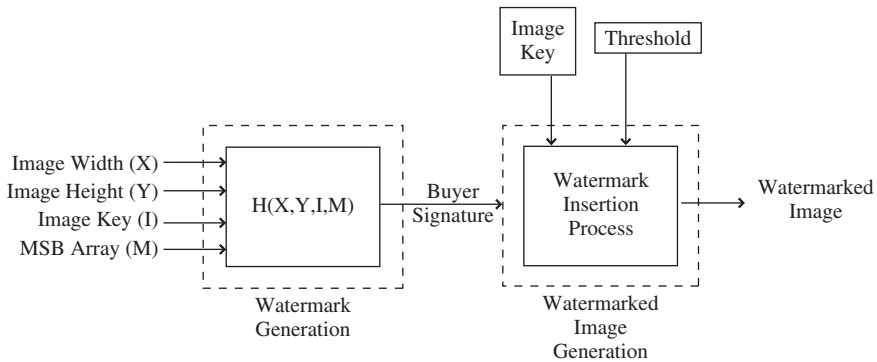 Image
Key
Threshold
Image Width (X)
Image Height (Y)
Image Key (I)
MSB Array (M)
H(X,Y,I,M)
Buyer
Signature
Watermark
Insertion
Process
Watermarked
Image
Watermark
Generation
Watermarked
Image
Generation